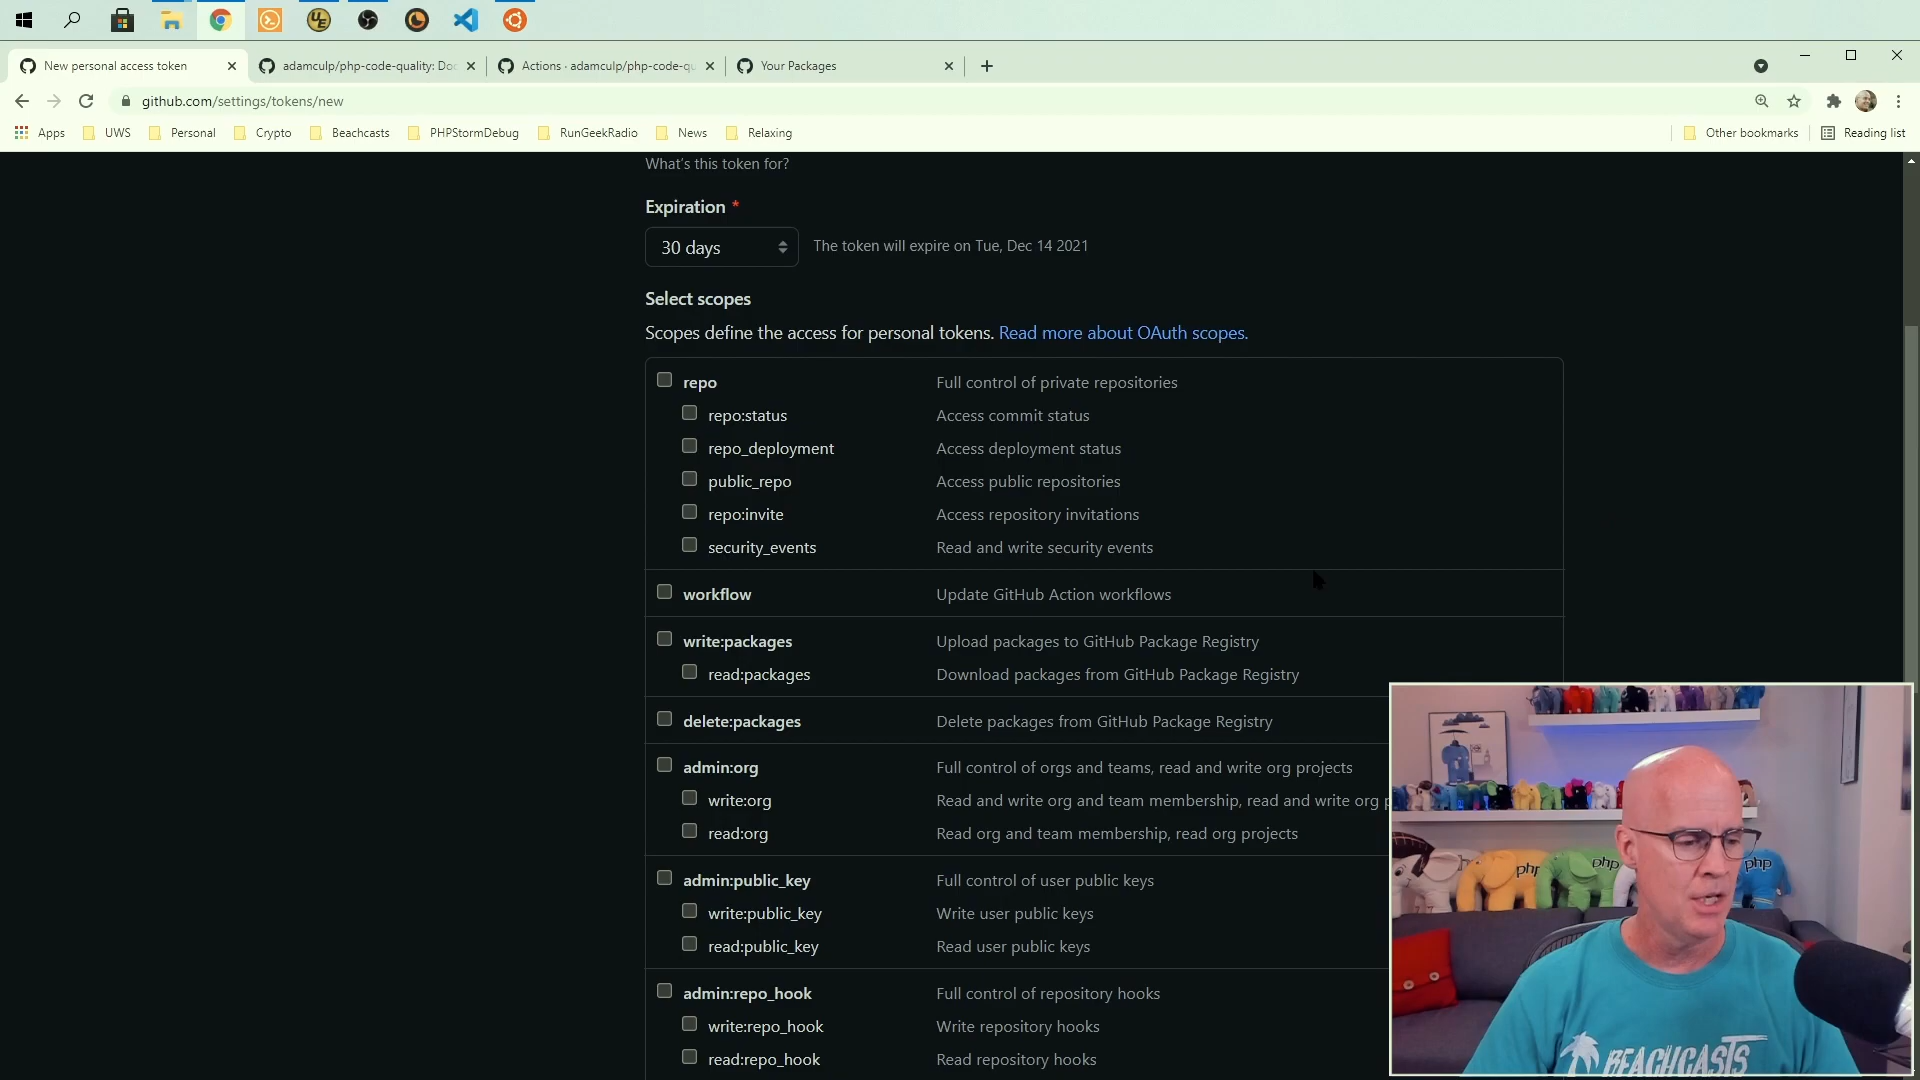 New personal access token
adamculp/php-code-quality: Doc
Actions · adamculp/php-code-qu
Your Packages
github.com/settings/tokens/new
Apps
UWS
Personal
Crypto
Beachcasts
PHPStormDebug
RunGeekRadio
News
Relaxing
Other bookmarks
Reading list
What's this token for?
Expiration *
30 days
The token will expire on Tue, Dec 14 2021
Select scopes
Scopes define the access for personal tokens. Read more about OAuth scopes.
repo Full control of private repositories
repo:status Access commit status
repo_deployment Access deployment status
public_repo Access public repositories
repo:invite Access repository invitations
security_events Read and write security events
workflow Update GitHub Action workflows
write:packages Upload packages to GitHub Package Registry
read:packages Download packages from GitHub Package Registry
delete:packages Delete packages from GitHub Package Registry
admin:org Full control of orgs and teams, read and write org projects
write:org Read and write org and team membership, read and write org p
read:org Read org and team membership, read org projects
admin:public_key Full control of user public keys
write:public_key Write user public keys
read:public_key Read user public keys
admin:repo_hook Full control of repository hooks
write:repo_hook Write repository hooks
read:repo_hook Read repository hooks
UE
php
php
php
BEACHCASTS